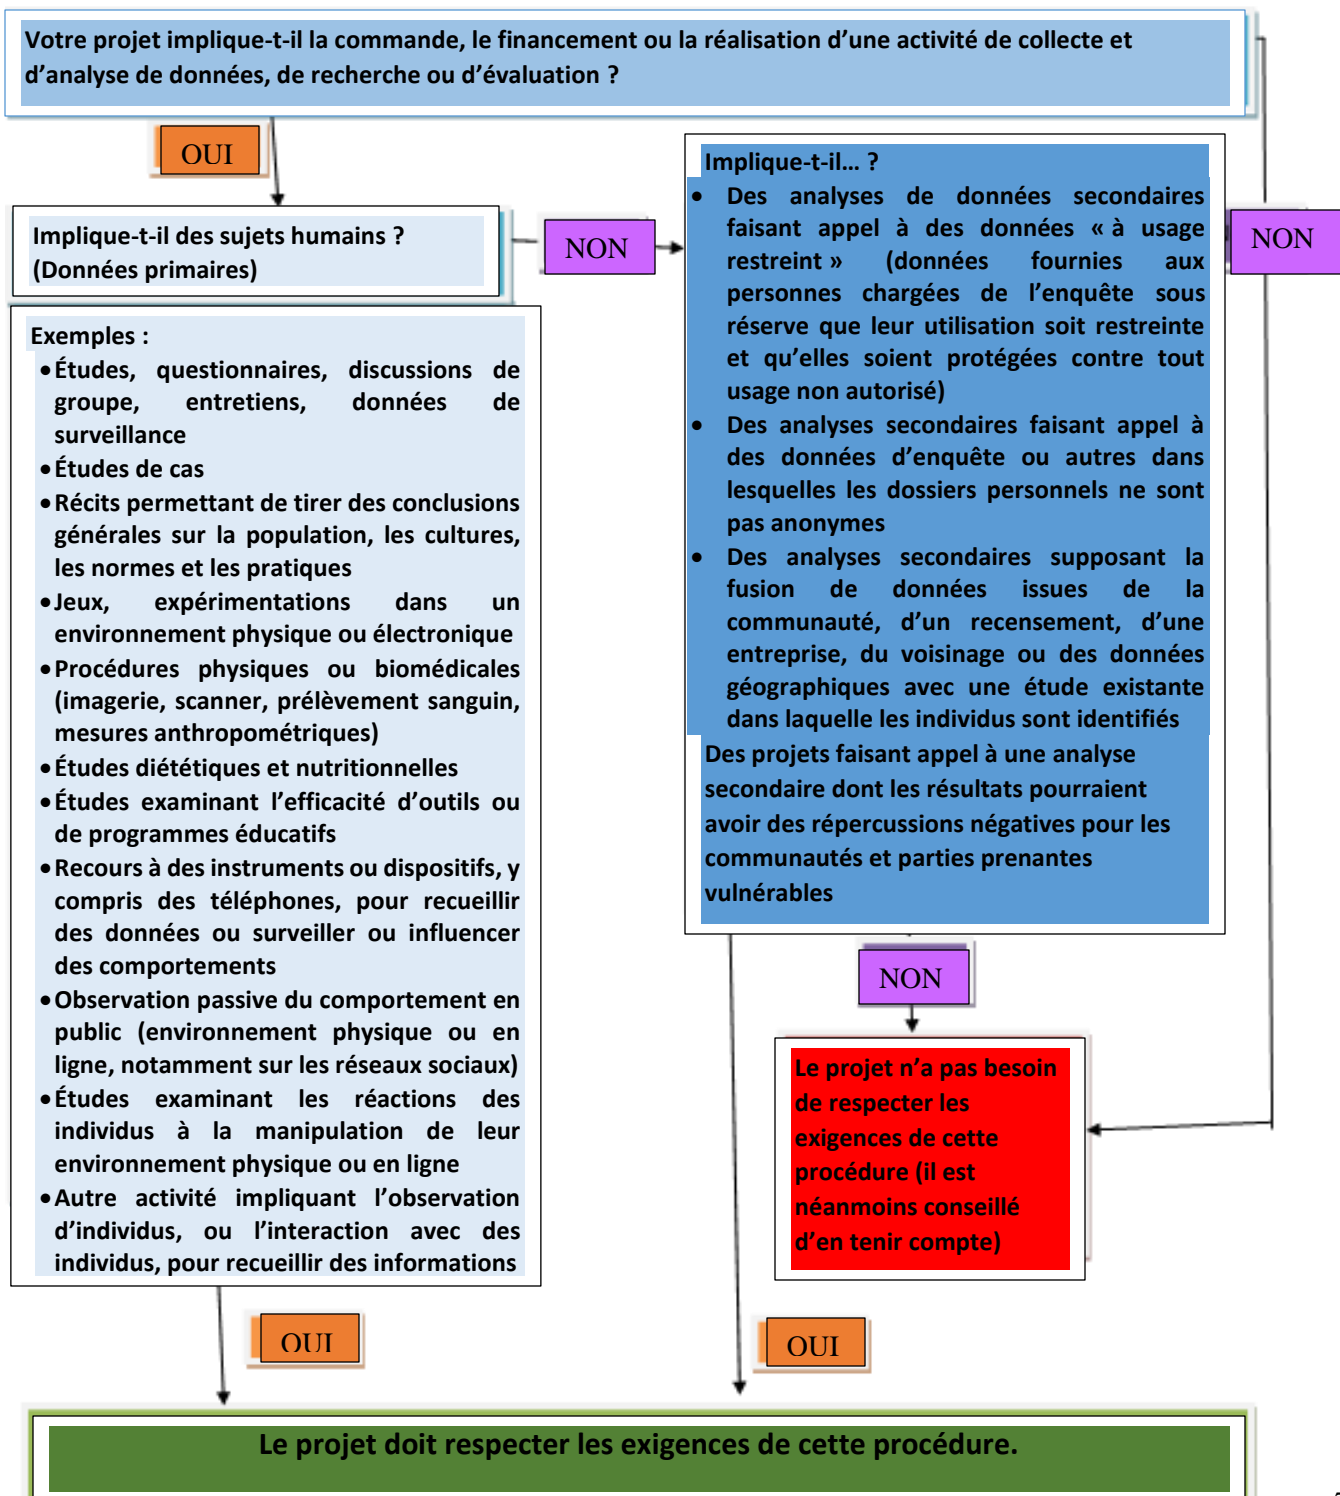 Votre projet implique-t-il la commande, le financement ou la réalisation d’une activité de collecte et
d’analyse de données, de recherche ou d’évaluation ?
OUI
Implique-t-il des sujets humains ?
(Données primaires)
NON
Exemples :
• Études, questionnaires, discussions de
groupe, entretiens, données de
surveillance
• Études de cas
• Récits permettant de tirer des conclusions
générales sur la population, les cultures,
les normes et les pratiques
• Jeux, expérimentations dans un
environnement physique ou électronique
• Procédures physiques ou biomédicales
(imagerie, scanner, prélèvement sanguin,
mesures anthropométriques)
• Études diététiques et nutritionnelles
• Études examinant l’efficacité d’outils ou
de programmes éducatifs
• Recours à des instruments ou dispositifs, y
compris des téléphones, pour recueillir
des données ou surveiller ou influencer
des comportements
• Observation passive du comportement en
public (environnement physique ou en
ligne, notamment sur les réseaux sociaux)
• Études examinant les réactions des
individus à la manipulation de leur
environnement physique ou en ligne
• Autre activité impliquant l’observation
d’individus, ou l’interaction avec des
individus, pour recueillir des informations
OUI
Implique-t-il… ?
• Des analyses de données secondaires
faisant appel à des données « à usage
restreint » (données fournies aux
personnes chargées de l’enquête sous
réserve que leur utilisation soit restreinte
et qu’elles soient protégées contre tout
usage non autorisé)
• Des analyses secondaires faisant appel à
des données d’enquête ou autres dans
lesquelles les dossiers personnels ne sont
pas anonymes
• Des analyses secondaires supposant la
fusion de données issues de la
communauté, d’un recensement, d’une
entreprise, du voisinage ou des données
géographiques avec une étude existante
dans laquelle les individus sont identifiés
Des projets faisant appel à une analyse
secondaire dont les résultats pourraient
avoir des répercussions négatives pour les
communautés et parties prenantes
vulnérables
NON
NON
Le projet n’a pas besoin
de respecter les
exigences de cette
procédure (il est
néanmoins conseillé
d’en tenir compte)
OUI
Le projet doit respecter les exigences de cette procédure.